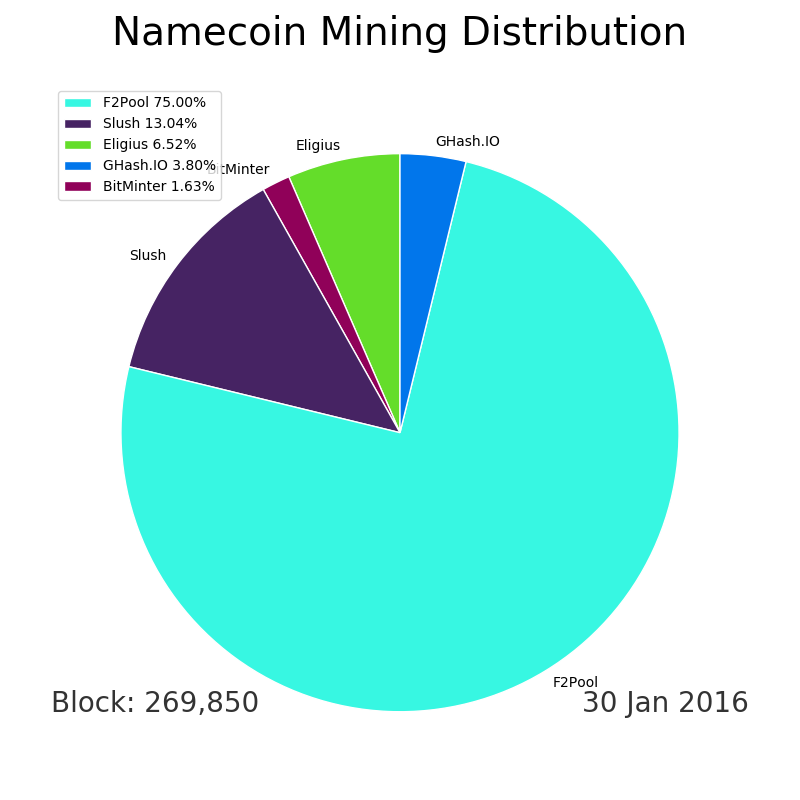 Namecoin Mining Distribution
F2Pool 75.00%
Slush 13.04%
Eligius 6.52%
GHash.IO 3.80%
BitMinter 1.63%
GHash.IO
Eligius
BitMinter
Slush
F2Pool
Block: 269,850
30 Jan 2016